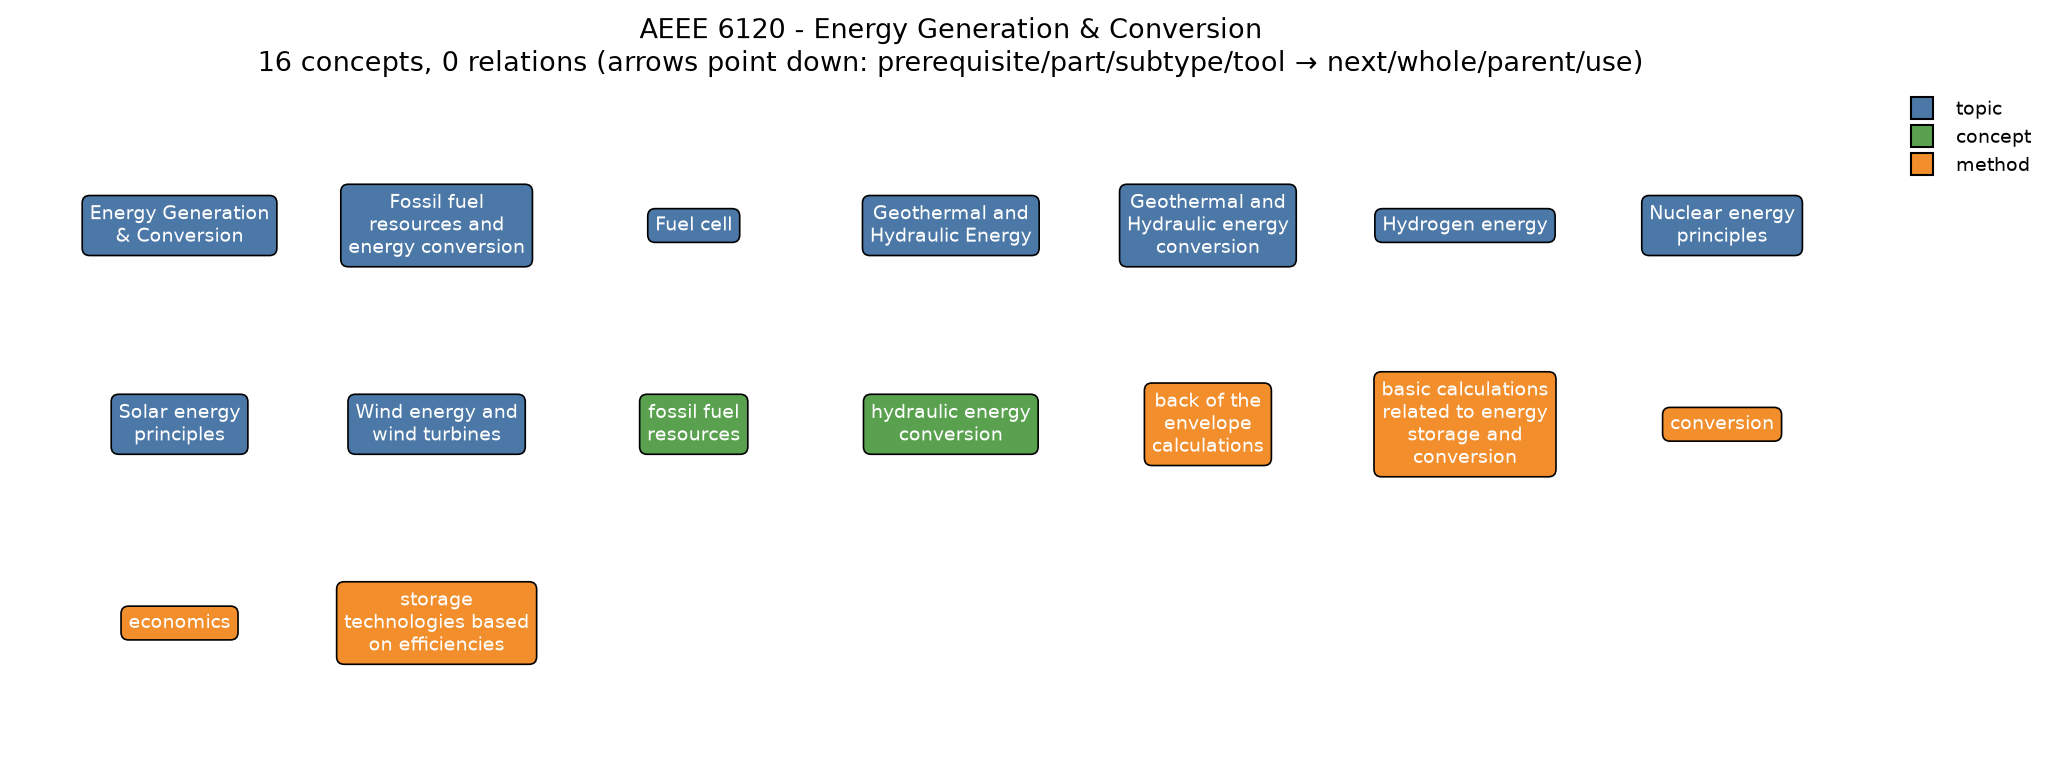 AEEE 6120 - Energy Generation & Conversion
16 concepts, 0 relations (arrows point down: prerequisite/part/subtype/tool → next/whole/parent/use)
topic
concept
method
Energy Generation
& Conversion
Fossil fuel
resources and
energy conversion
Fuel cell
Geothermal and
Hydraulic Energy
Geothermal and
Hydraulic energy
conversion
Hydrogen energy
Nuclear energy
principles
Solar energy
principles
Wind energy and
wind turbines
fossil fuel
resources
hydraulic energy
conversion
back of the
envelope
calculations
basic calculations
related to energy
storage and
conversion
conversion
economics
storage
technologies based
on efficiencies